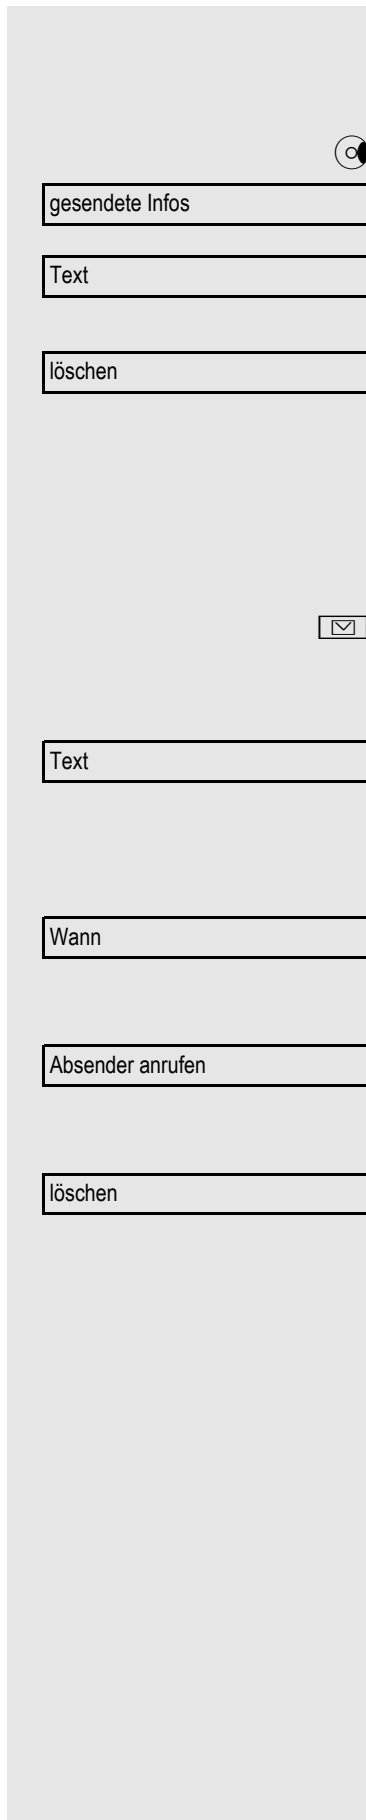 gesendete Infos
Text
löschen
Text
Wann
Absender anrufen
löschen